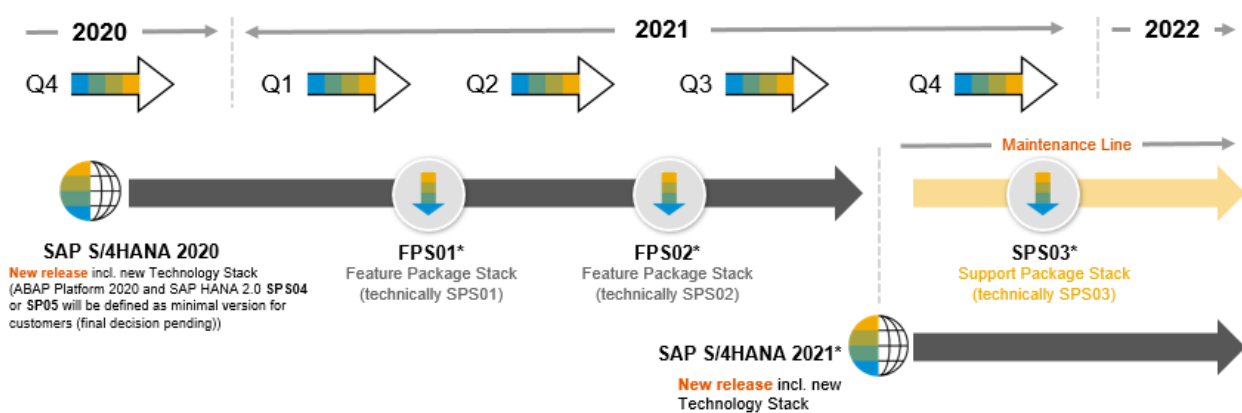 2020
2021
2022
Q4
Q1
Q2
Q3
Q4
Maintenance Line
SAP S/4HANA 2020
New release incl. new Technology Stack
(ABAP Platform 2020 and SAP HANA 2.0 SPS04
or SP05 will be defined as minimal version for
customers (final decision pending))
FPS01*
Feature Package Stack
(technically SPS01)
FPS02*
Feature Package Stack
(technically SPS02)
SPS03*
Support Package Stack
(technically SPS03)
SAP S/4HANA 2021*
New release incl. new
Technology Stack